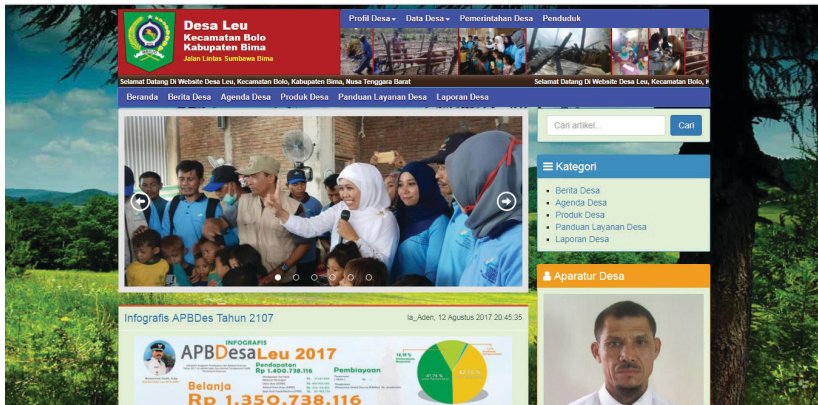 Profil Desa Data Desa Pemerintahan Desa Penduduk
Desa Leu
Kecamatan Bolo
Kabupaten Bima
Jalan Lintas Sumbawa Bima
Selamat Datang Di Website Desa Leu, Kecamatan Bolo, Kabupaten Bima, Nusa Tenggara Barat Selamat Datang Di Website Desa Leu, Kecamatan Bolo, K
Beranda Berita Desa Agenda Desa Produk Desa Panduan Layanan Desa Laporan Desa
Cari artikel... Cari
Kategori
Berita Desa
Agenda Desa
Produk Desa
Panduan Layanan Desa
Laporan Desa
Aparatur Desa
Infografis APBDes Tahun 2107 la_Aden, 12 Agustus 2017 20:45:35
INFOGRAFIS
APBDesaLeu 2017
Pendapatan
Rp 1.400.738.116
Pembiayaan
Belanja
Rp 1.350.738.116